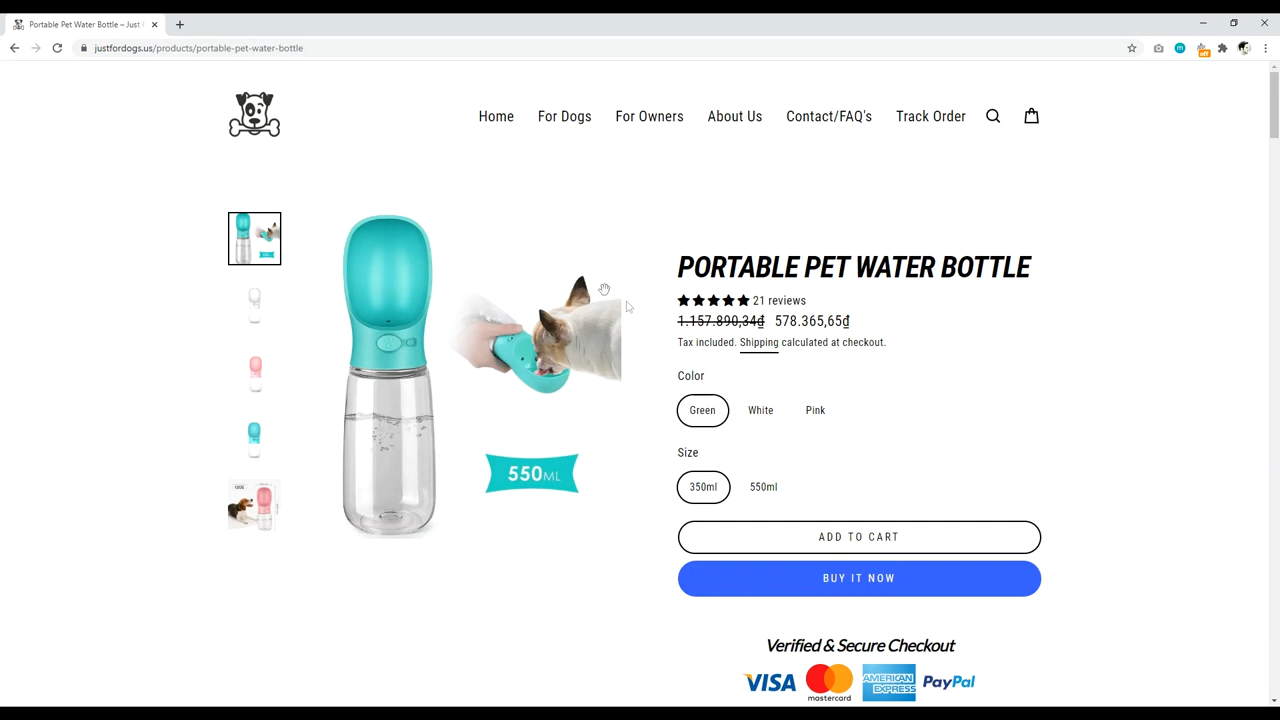 Portable Pet Water Bottle – Just
justfordogs.us/products/portable-pet-water-bottle
off
Home
For Dogs
For Owners
About Us
Contact/FAQ's
Track Order
550ML
PORTABLE PET WATER BOTTLE
21 reviews
1.157.890,34₫ 578.365,65₫
Tax included. Shipping calculated at checkout.
Color
Green
White
Pink
Size
350ml
550ml
ADD TO CART
BUY IT NOW
Verified & Secure Checkout
VISA
mastercard
AMERICAN EXPRESS
PayPal